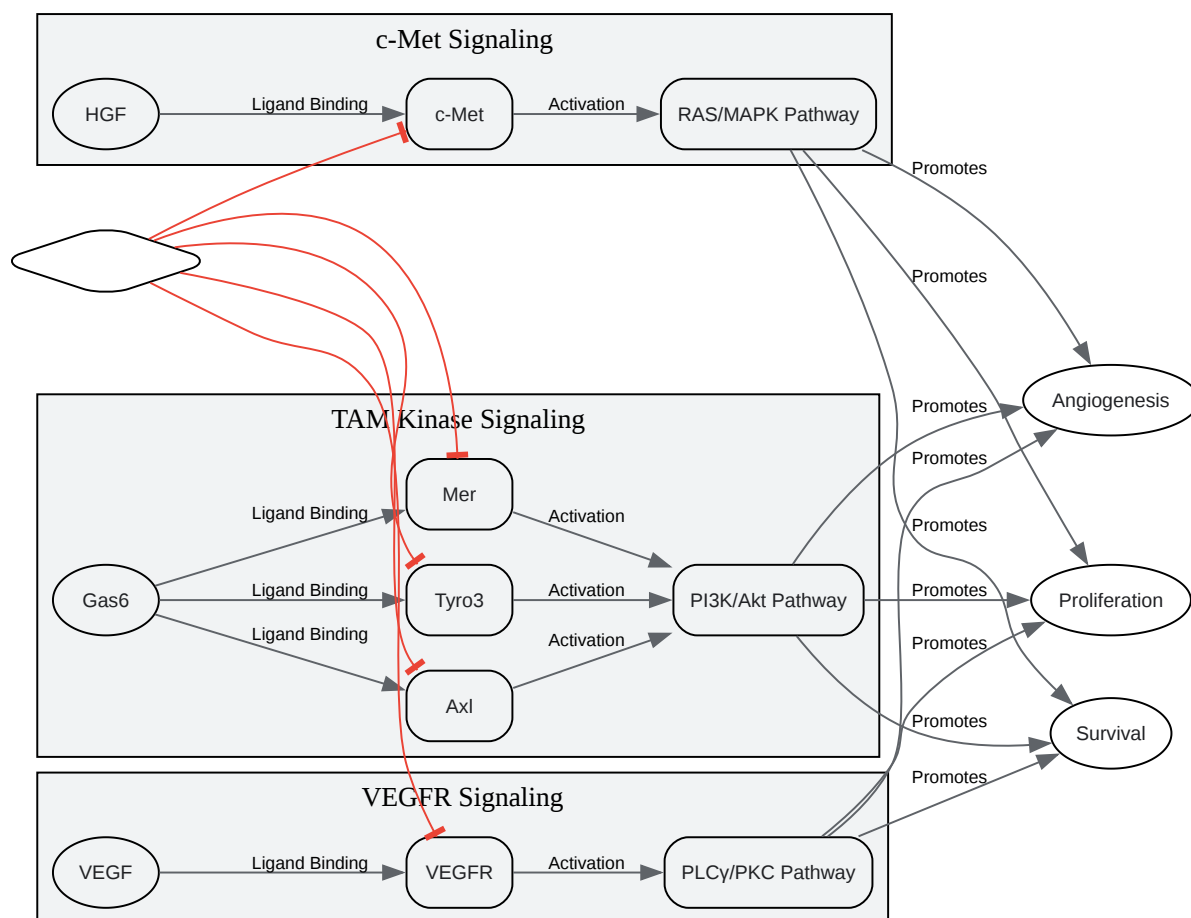 c-Met Signaling
HGF
Ligand Binding
c-Met
Activation
RAS/MAPK Pathway
Promotes
Promotes
TAM Kinase Signaling
Promotes
Angiogenesis
Promotes
Mer
Ligand Binding
Activation
Promotes
Gas6
Ligand Binding
Tyro3
Activation
PI3K/Akt Pathway
Promotes
Proliferation
Ligand Binding
Activation
Promotes
Axl
Promotes
Survival
Promotes
VEGFR Signaling
VEGF
Ligand Binding
VEGFR
Activation
PLCγ/PKC Pathway